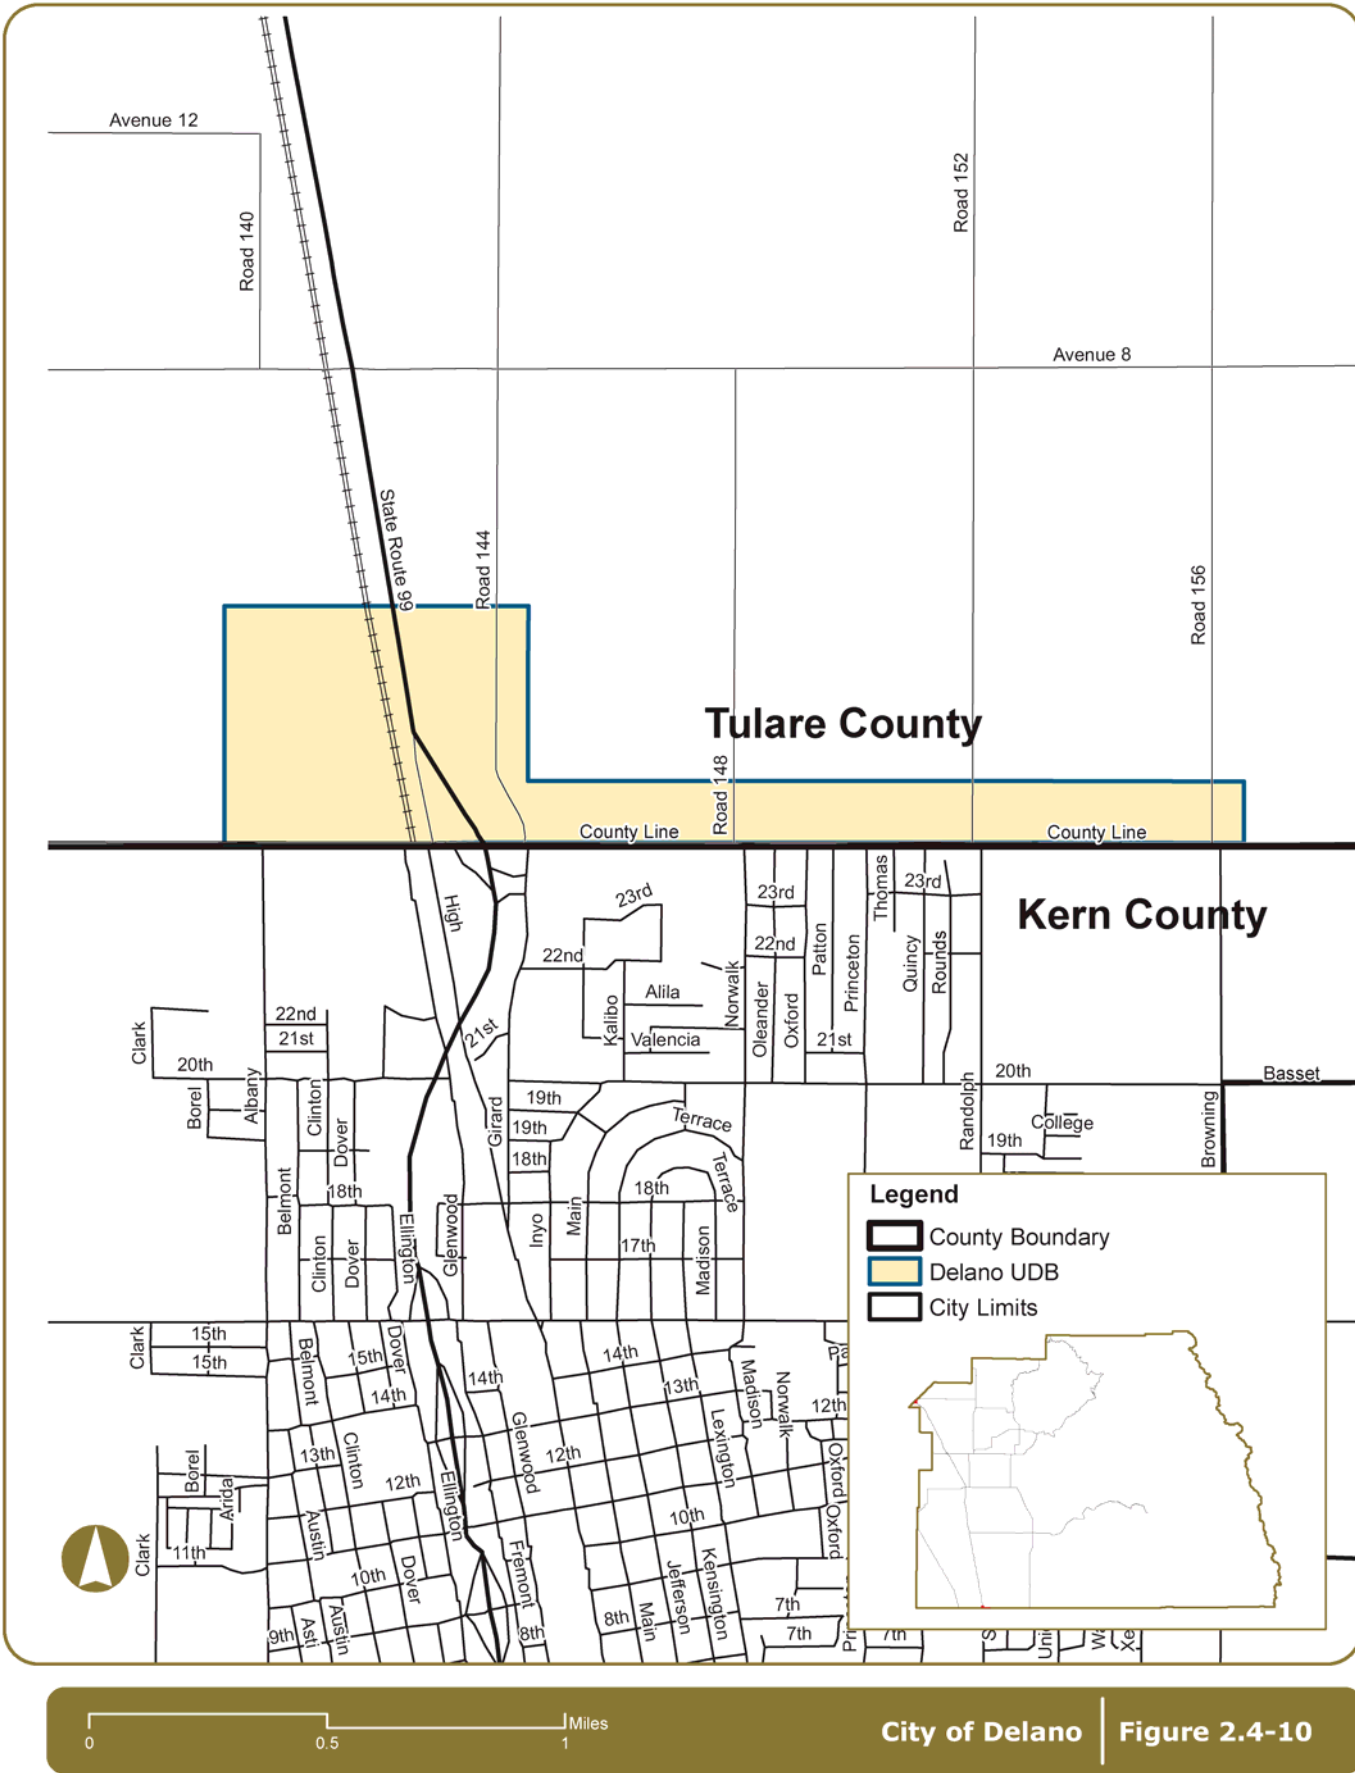 Avenue 12
Road 140
Road 152
Avenue 8
State Route 99
Road 144
Road 156
Tulare County
Road 148
County Line
County Line
Kern County
High
23rd
23rd
Thomas
23rd
22nd
22nd
Patton
Princeton
Quincy
Rounds
Norwalk
Oleander
Oxford
Kalibo
Alila
Valencia
21st
21st
22nd
21st
Clark
20th
20th
Basset
Borel
Albany
Clinton
Dover
Girard
19th
19th
18th
Terrace
Terrace
Randolph
College
19th
Browning
Belmont
18th
Clinton
Dover
Ellington
Glenwood
Inyo
Main
18th
17th
Madison
Legend
County Boundary
Delano UDB
City Limits
Clark
15th
15th
Belmont
15th
Dover
14th
14th
14th
13th
Madison
Norwalk
Pa
12th
13th
Clinton
12th
Glenwood
12th
Lexington
Oxford
Oxford
Borel
Arida
Ellington
Austin
10th
Clark
11th
10th
Dover
Fremont
Jefferson
Kensington
9th
Asti
Austin
8th
8th
Main
7th
7th
Pri
7th
S
Uni
Wa
Xe
Miles
0
0.5
1
City of Delano
Figure 2.4-10